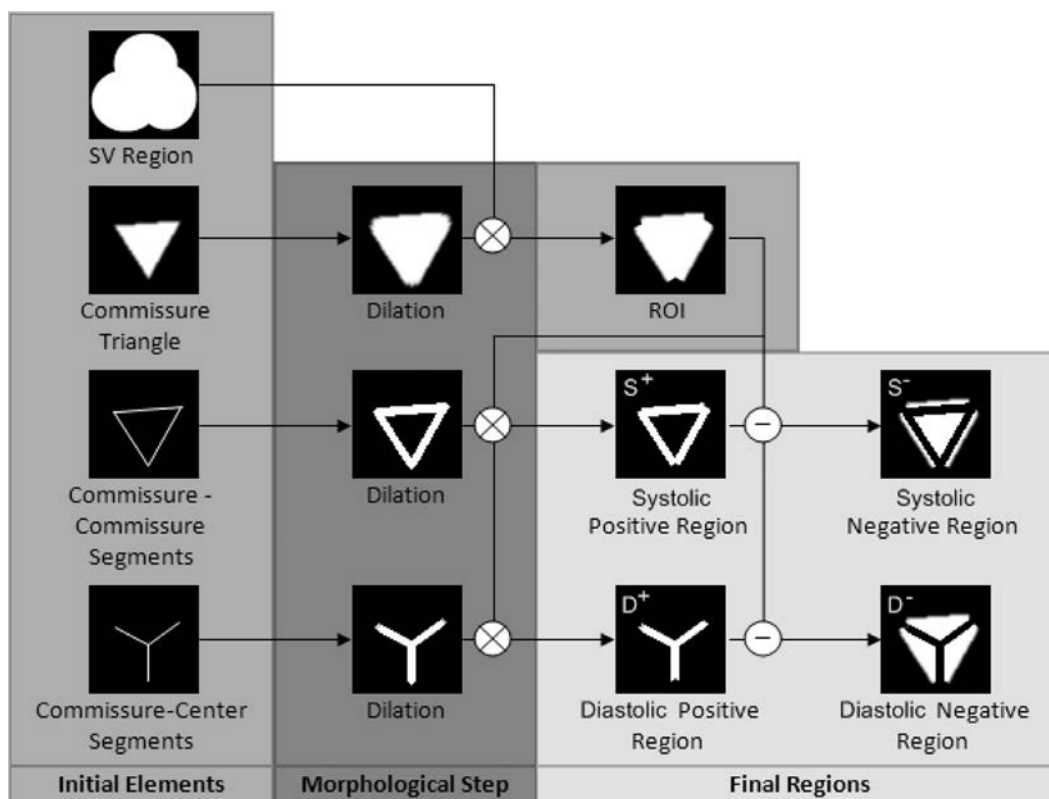 SV Region
Commissure
Triangle
Dilation
ROI
Commissure -
Commissure
Segments
Dilation
S+
Systolic
Positive Region
S-
Systolic
Negative Region
Commissure-Center
Segments
Dilation
D+
Diastolic Positive
Region
D-
Diastolic Negative
Region
Initial Elements
Morphological Step
Final Regions